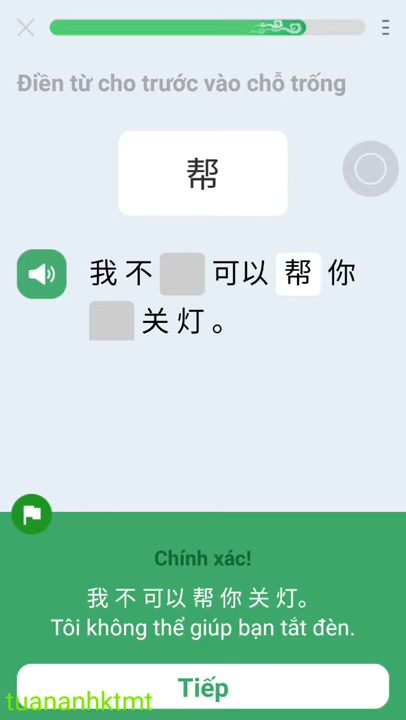 Điền từ cho trước vào chỗ trống
帮
我 不 可以 帮 你
关 灯 。
Chính xác!
我 不 可以 帮 你 关 灯。
Tôi không thể giúp bạn tắt đèn.
Tiếp
tuananhktmt